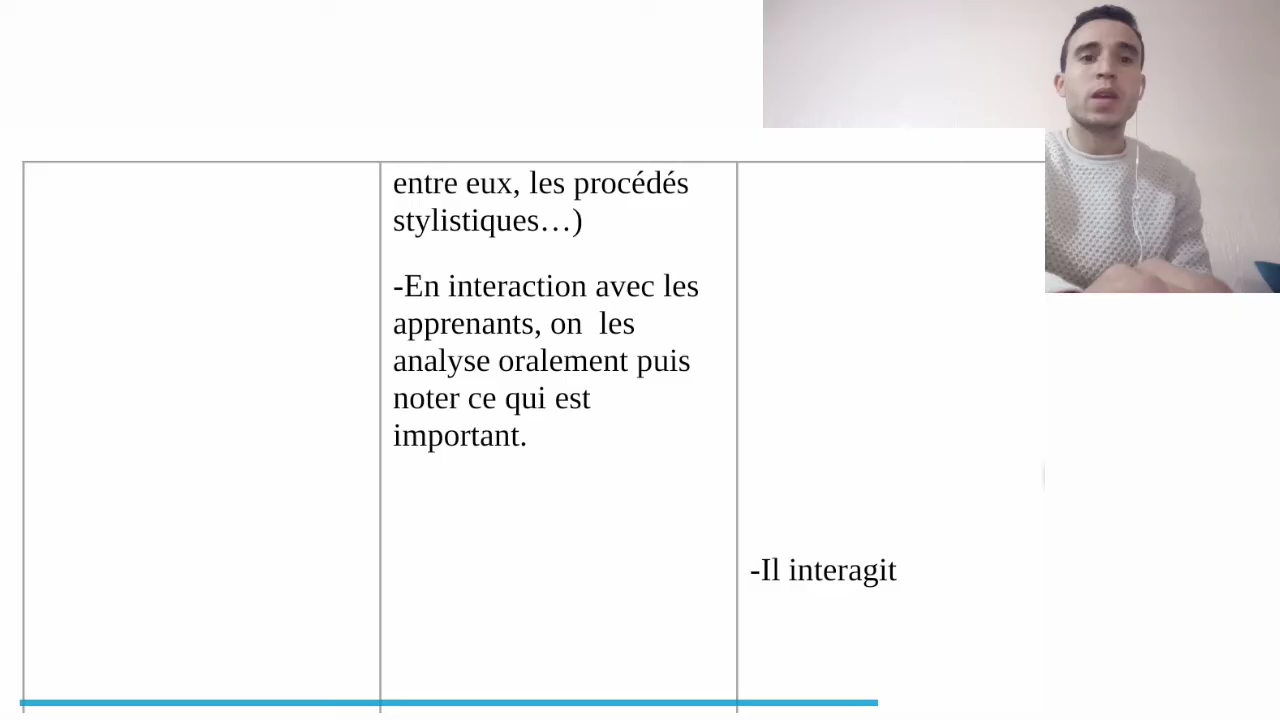 entre eux, les procédés
stylistiques…)
-En interaction avec les
apprenants, on  les
analyse oralement puis
noter ce qui est
important.
-Il interagit